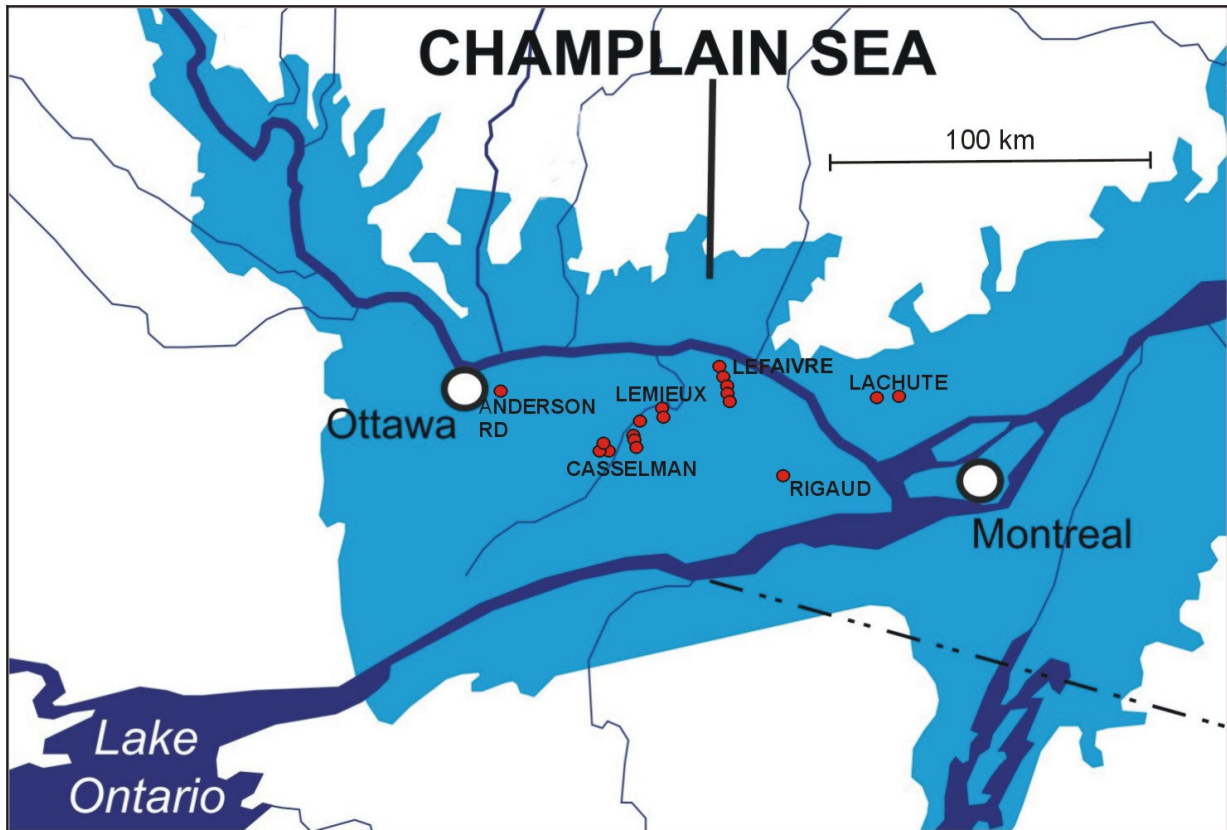 CHAMPLAIN SEA
100 km
LEFAIVRE
LACHUTE
LEMIEUX
ANDERSON
RD
Ottawa
CASSELMAN
RIGAUD
Montreal
Lake
Ontario